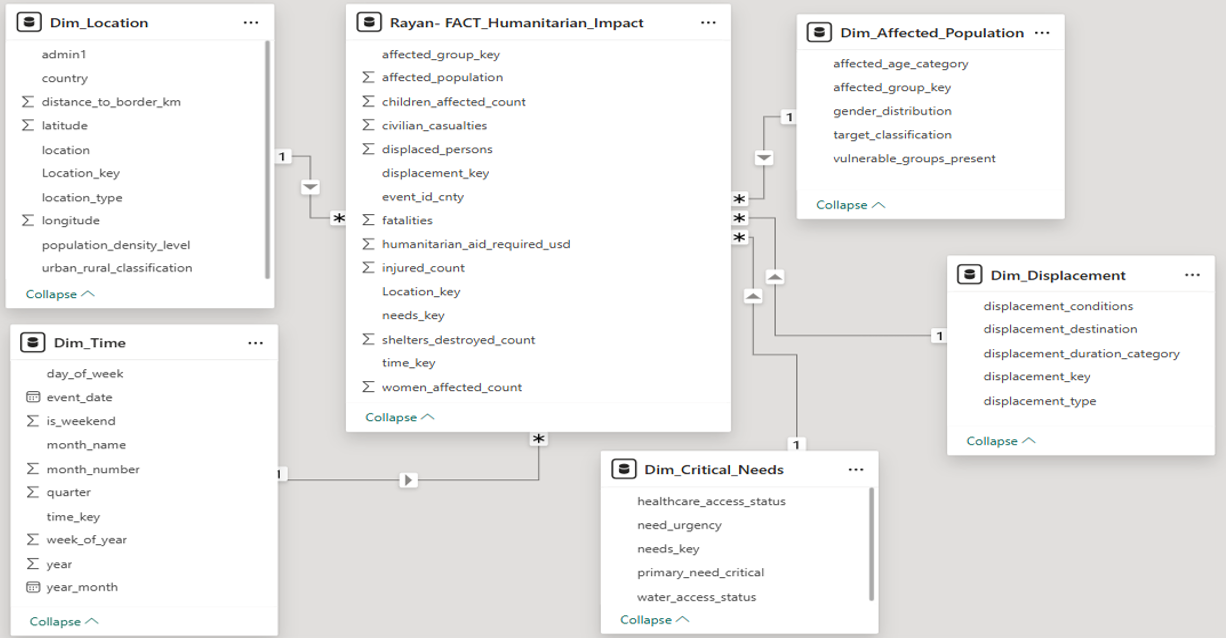 Dim_Location
admin1
country
distance_to_border_km
latitude
location
Location_key
location_type
longitude
population_density_level
urban_rural_classification
Collapse
Rayan- FACT_Humanitarian_Impact
affected_group_key
affected_population
children_affected_count
civilian_casualties
displaced_persons
displacement_key
event_id_cnty
fatalities
humanitarian_aid_required_usd
injured_count
Location_key
needs_key
shelters_destroyed_count
time_key
women_affected_count
Collapse
Dim_Affected_Population
affected_age_category
affected_group_key
gender_distribution
target_classification
vulnerable_groups_present
Collapse
Dim_Displacement
displacement_conditions
displacement_destination
displacement_duration_category
displacement_key
displacement_type
Collapse
Dim_Time
day_of_week
event_date
is_weekend
month_name
month_number
quarter
time_key
week_of_year
year
year_month
Collapse
Dim_Critical_Needs
healthcare_access_status
need_urgency
needs_key
primary_need_critical
water_access_status
Collapse
1
*
1
*
*
*
1
1
1
*